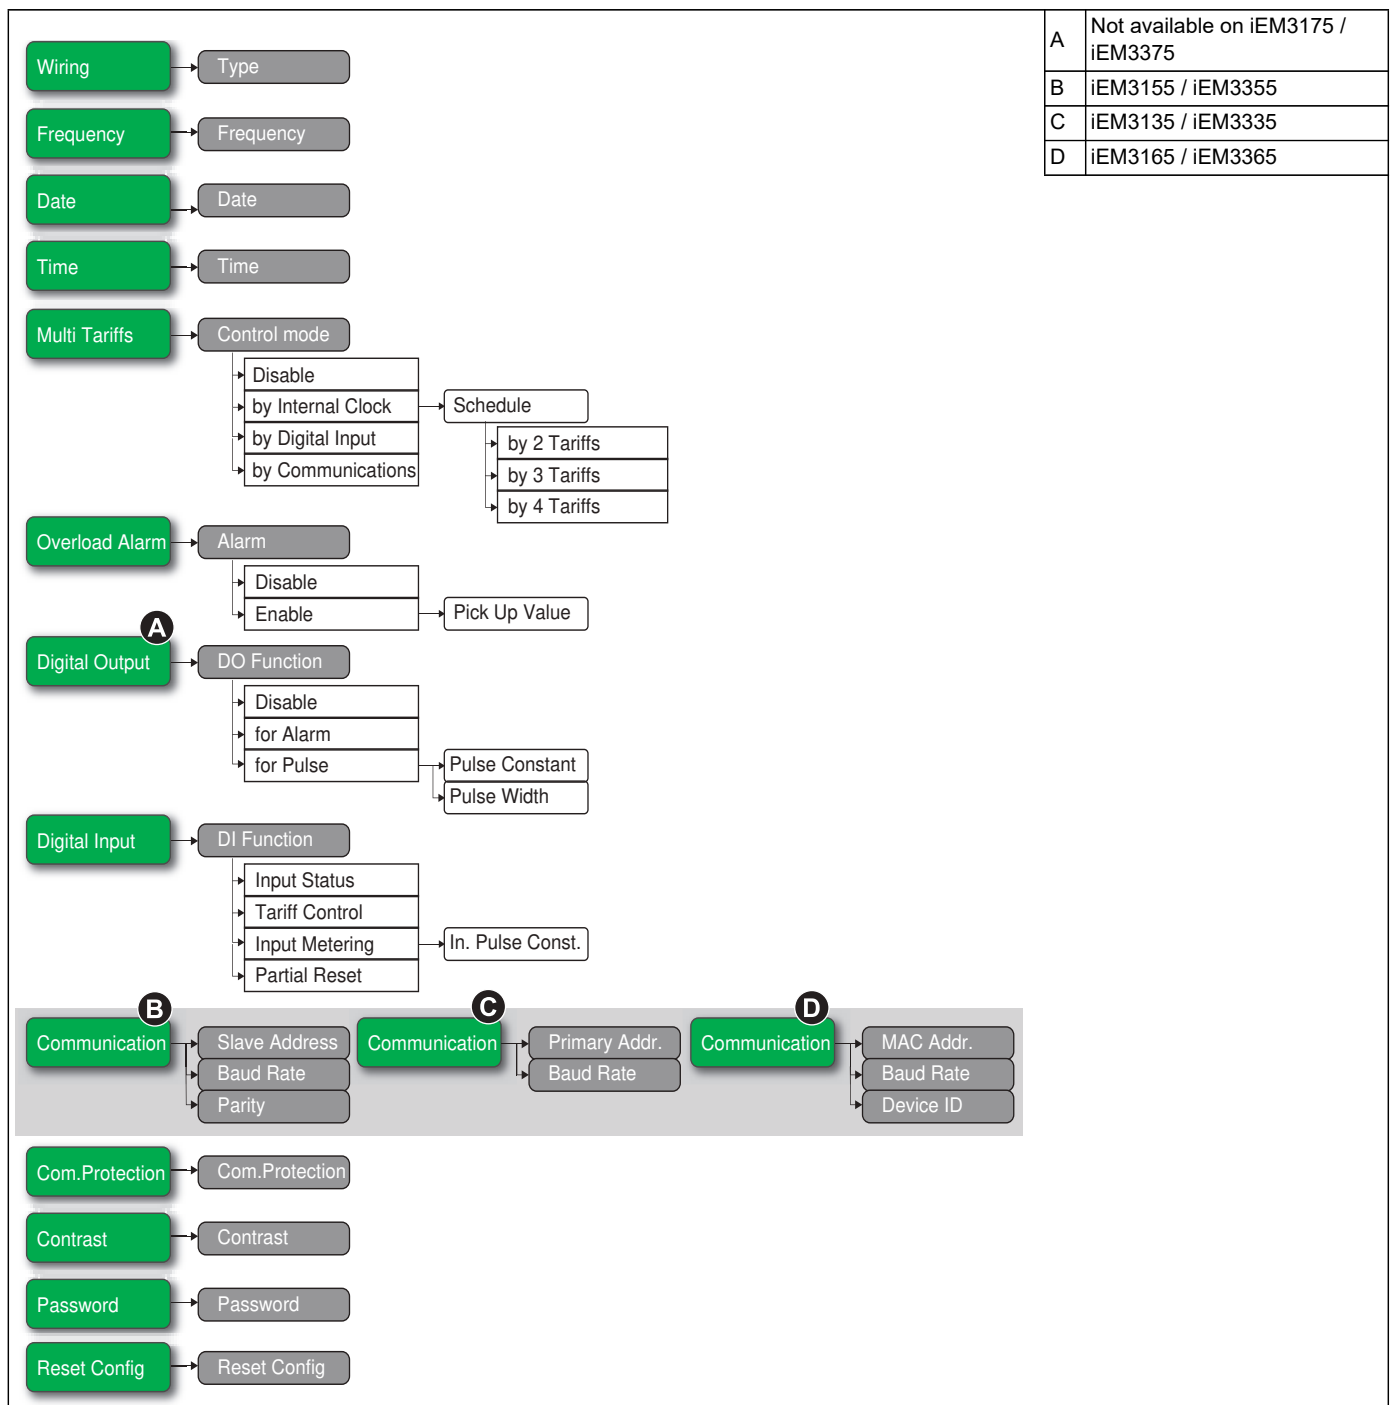 A
Not available on iEM3175 /
iEM3375
B
iEM3155 / iEM3355
C
iEM3135 / iEM3335
D
iEM3165 / iEM3365
Wiring
Type
Frequency
Frequency
Date
Date
Time
Time
Multi Tariffs
Control mode
Disable
by Internal Clock
Schedule
by Digital Input
by 2 Tariffs
by Communications
by 3 Tariffs
by 4 Tariffs
Overload Alarm
Alarm
Disable
Enable
Pick Up Value
A
Digital Output
DO Function
Disable
for Alarm
for Pulse
Pulse Constant
Pulse Width
Digital Input
DI Function
Input Status
Tariff Control
Input Metering
In. Pulse Const.
Partial Reset
B
Communication
Slave Address
Baud Rate
Parity
C
Communication
Primary Addr.
Baud Rate
D
Communication
MAC Addr.
Baud Rate
Device ID
Com.Protection
Com.Protection
Contrast
Contrast
Password
Password
Reset Config
Reset Config